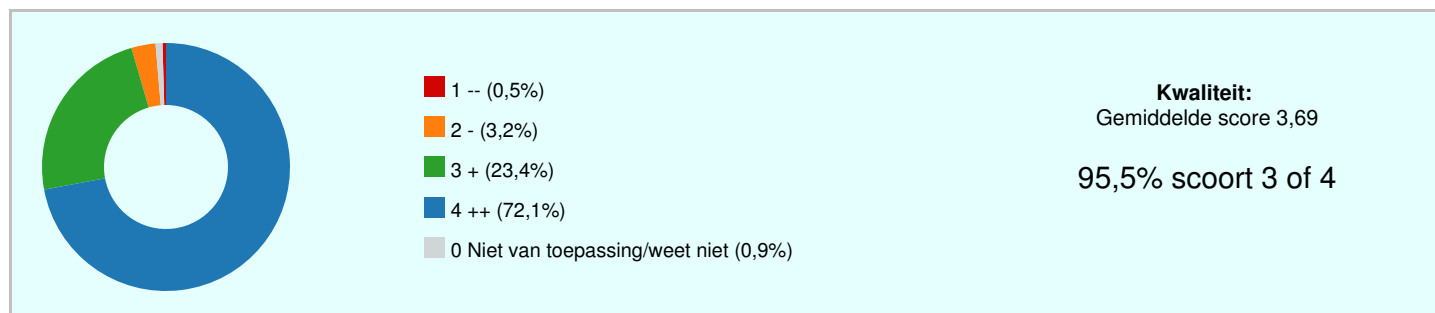 1 -- (0,5%)
2 - (3,2%)
3 + (23,4%)
4 ++ (72,1%)
0 Niet van toepassing/weet niet (0,9%)
Kwaliteit:
Gemiddelde score 3,69
95,5% scoort 3 of 4